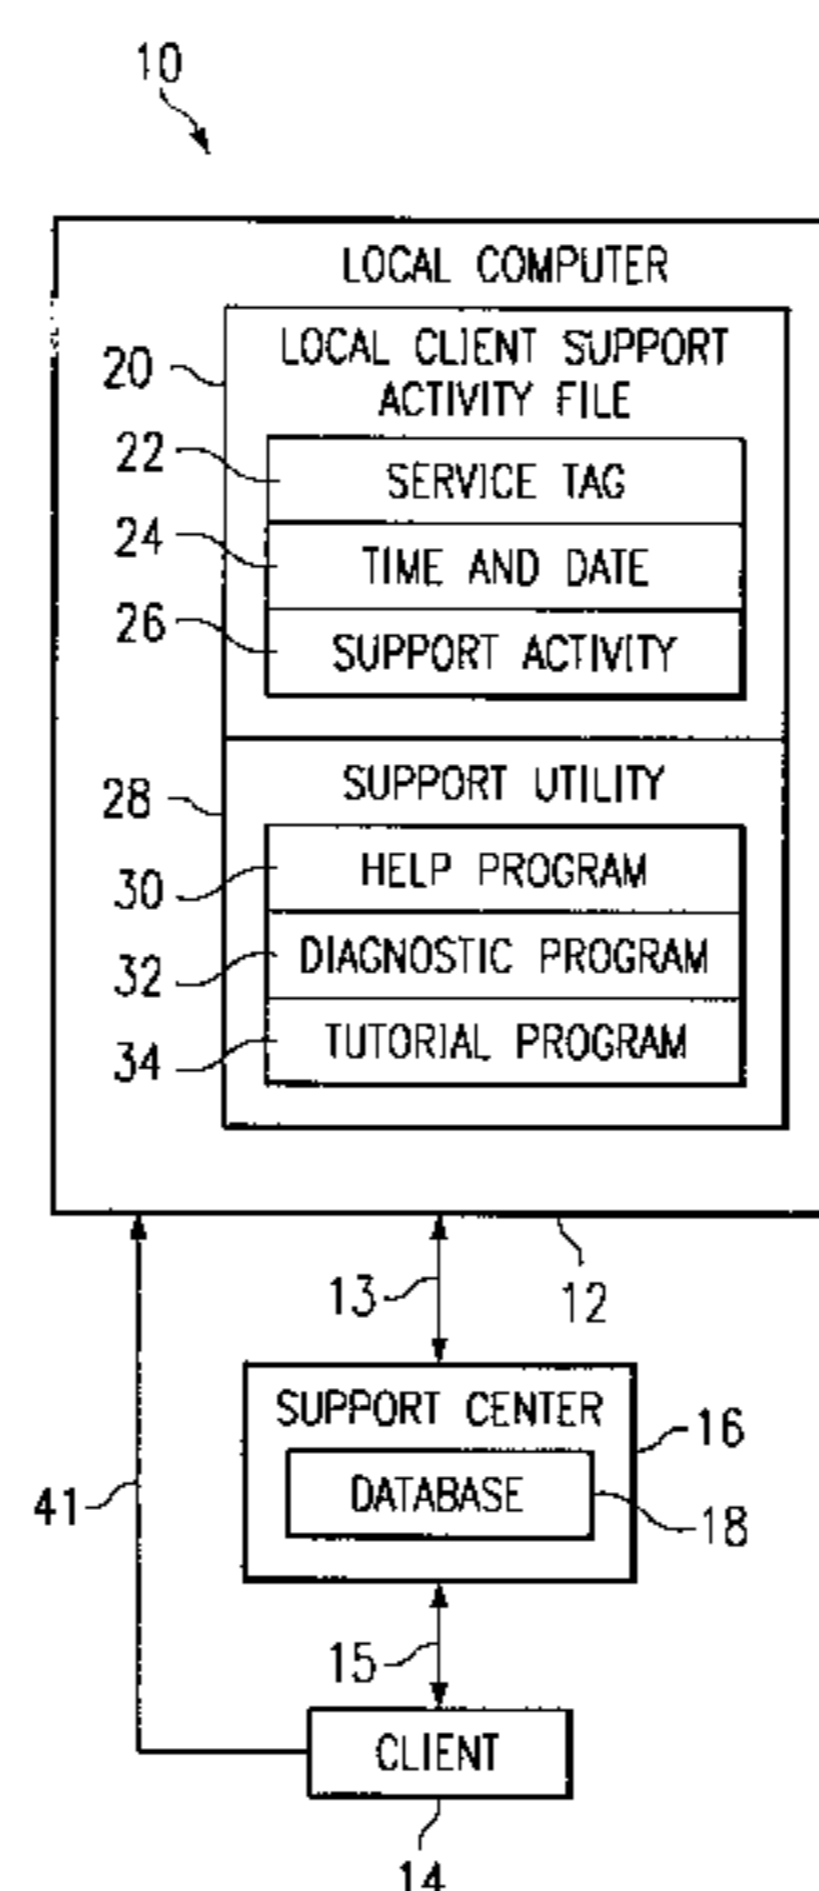 10
LOCAL COMPUTER
20
LOCAL CLIENT SUPPORT
ACTIVITY FILE
22
SERVICE TAG
24
TIME AND DATE
26
SUPPORT ACTIVITY
28
SUPPORT UTILITY
30
HELP PROGRAM
32
DIAGNOSTIC PROGRAM
34
TUTORIAL PROGRAM
13
12
SUPPORT CENTER
16
41
DATABASE
18
15
CLIENT
14